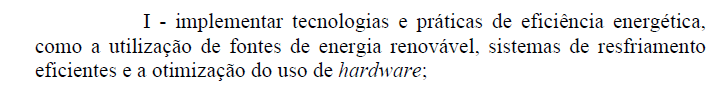 I - implementar tecnologias e práticas de eficiência energética,
como a utilização de fontes de energia renovável, sistemas de resfriamento
eficientes e a otimização do uso de hardware;